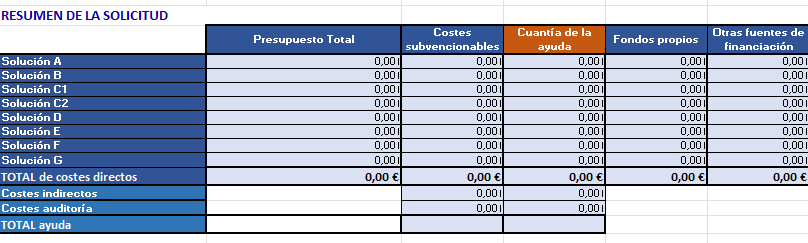 RESUMEN DE LA SOLICITUD
Presupuesto Total Costes subvencionables Cuantía de la ayuda Fondos propios Otras fuentes de financiación
Solución A 0,00 0,00 0,00 0,00 0,00
Solución B 0,00 0,00 0,00 0,00 0,00
Solución C1 0,00 0,00 0,00 0,00 0,00
Solución C2 0,00 0,00 0,00 0,00 0,00
Solución D 0,00 0,00 0,00 0,00 0,00
Solución E 0,00 0,00 0,00 0,00 0,00
Solución F 0,00 0,00 0,00 0,00 0,00
Solución G 0,00 0,00 0,00 0,00 0,00
TOTAL de costes directos 0,00 € 0,00 € 0,00 € 0,00 € 0,00 €
Costes indirectos 0,00 0,00
Costes auditoría 0,00 0,00
TOTAL ayuda